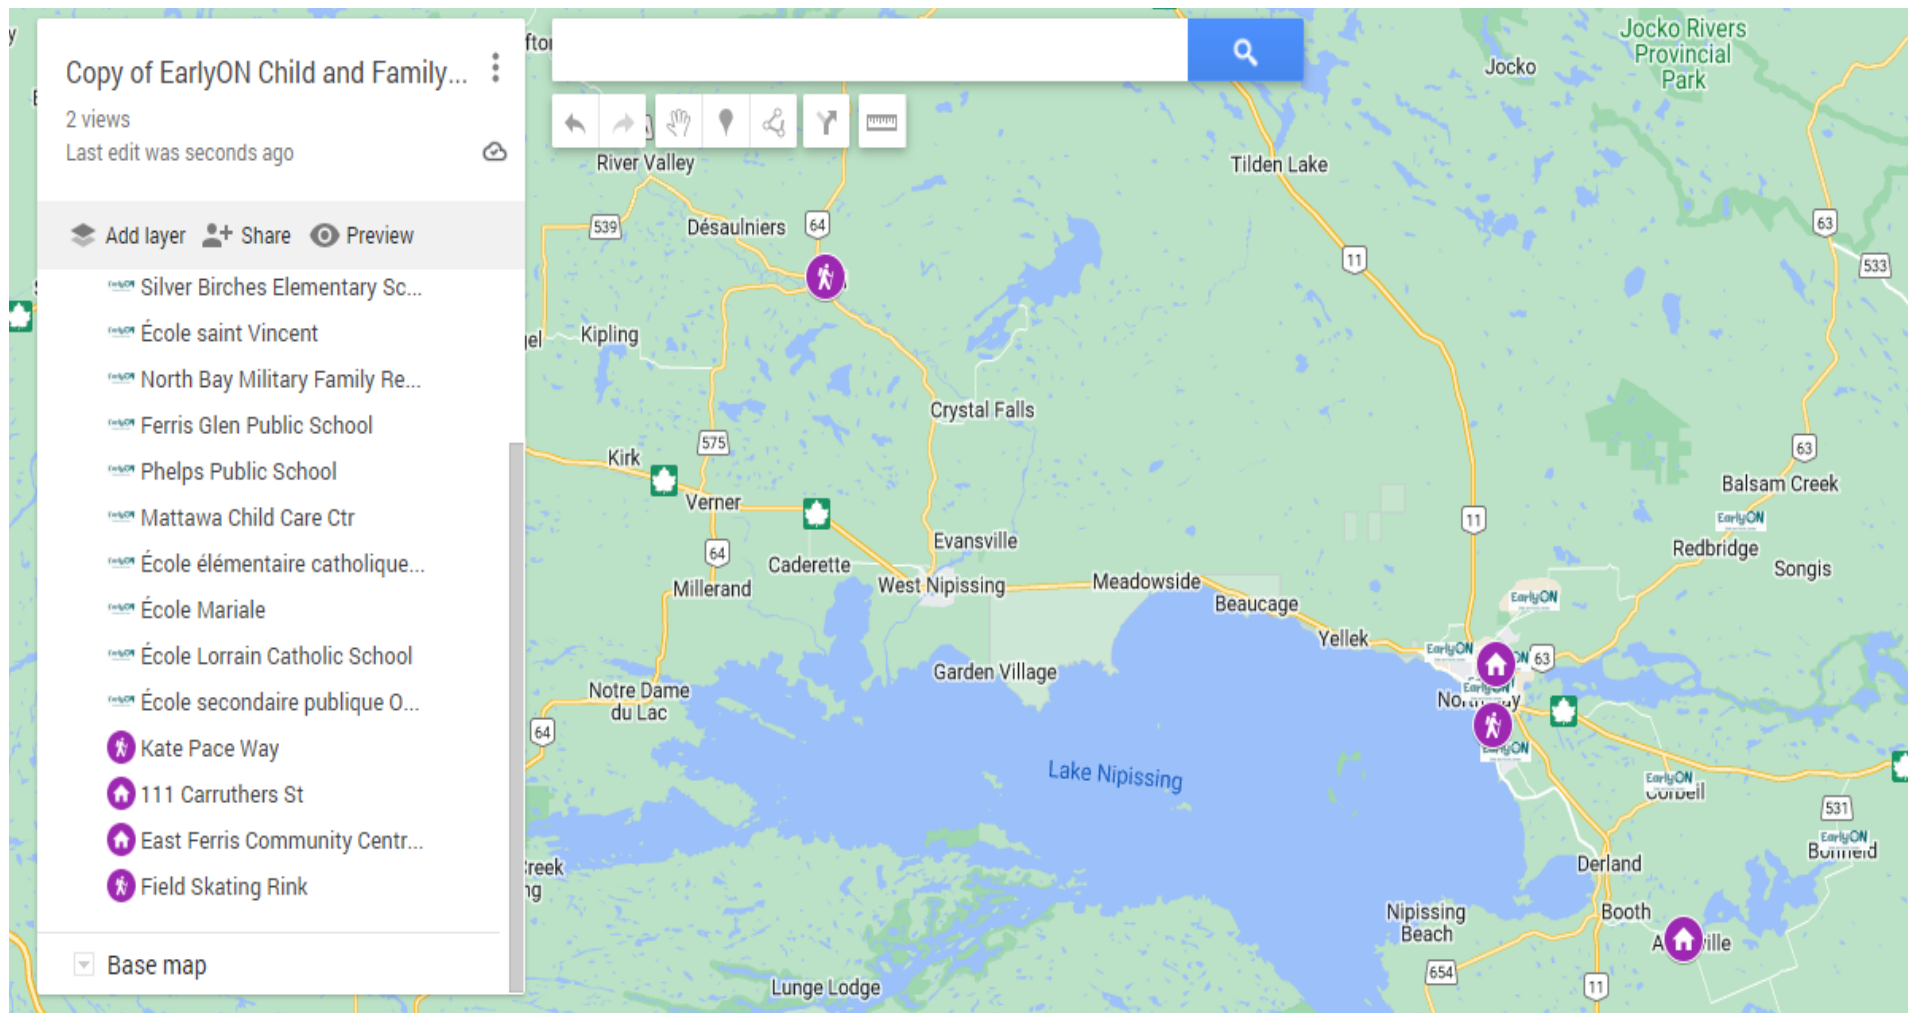 Copy of EarlyON Child and Family...
2 views
Last edit was seconds ago
Add layer
Share
Preview
Silver Birches Elementary Sc...
École saint Vincent
North Bay Military Family Re...
Ferris Glen Public School
Phelps Public School
Mattawa Child Care Ctr
École élémentaire catholique...
École Mariale
École Lorrain Catholic School
École secondaire publique O...
Kate Pace Way
111 Carruthers St
East Ferris Community Centr...
Field Skating Rink
Base map
Jocko Rivers
Provincial
Park
Jocko
River Valley
Tilden Lake
539
Désaulniers
64
63
11
533
Kipling
Crystal Falls
575
Kirk
63
Balsam Creek
Verner
11
EarlyON
64
Evansville
Redbridge
Caderette
Songis
Millerand
West Nipissing
Meadowside
Beaucage
EarlyON
Yellek
EarlyON
63
Garden Village
EarlyON
Notre Dame
du Lac
64
EarlyON
Lake Nipissing
EarlyON
Corbeil
531
EarlyON
Bonfield
Derland
Nipissing
Beach
Booth
654
11
Lunge Lodge